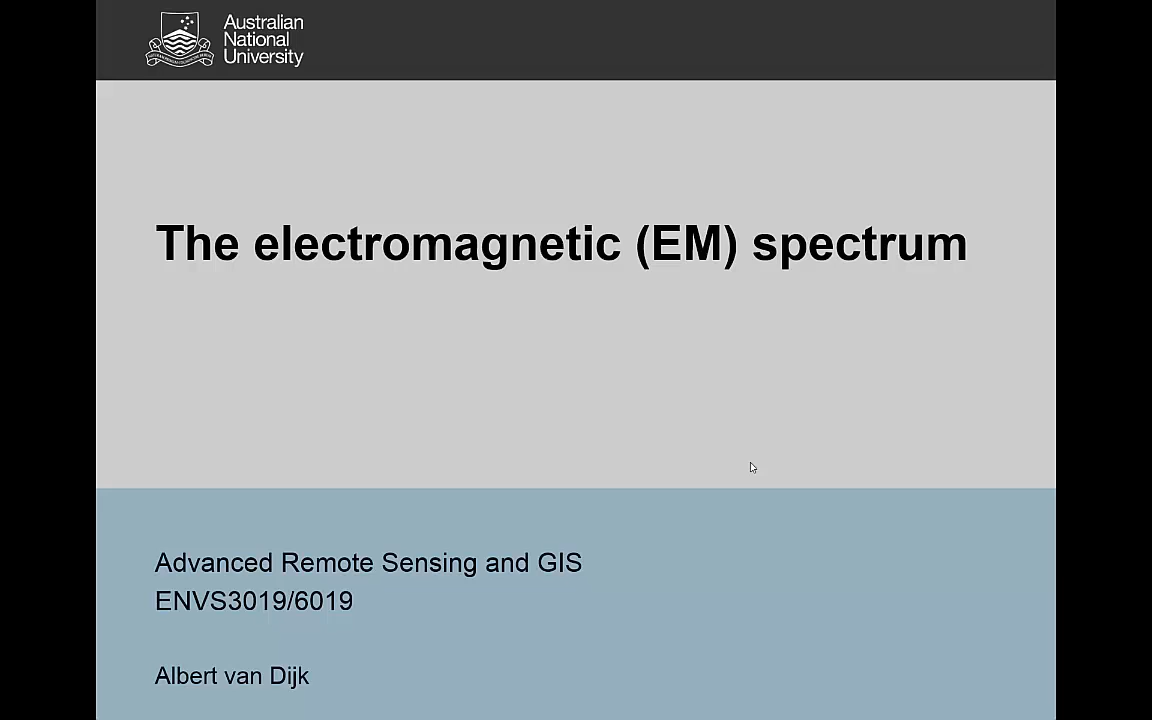 Australian
National
University
The electromagnetic (EM) spectrum
Advanced Remote Sensing and GIS
ENVS3019/6019
Albert van Dijk